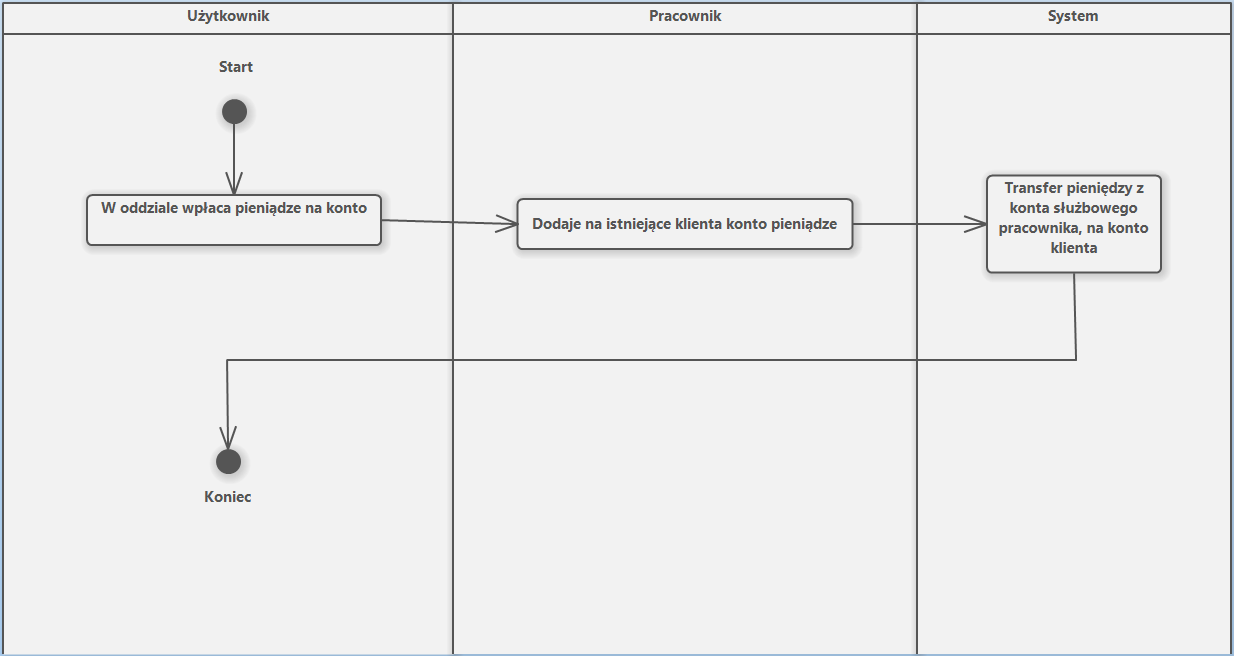 Użytkownik
Pracownik
System
Start
W oddziale wpłaca pieniądze na konto
Dodaje na istniejące klienta konto pieniądze
Transfer pieniędzy z
konta służbowego
pracownika, na konto
klienta
Koniec